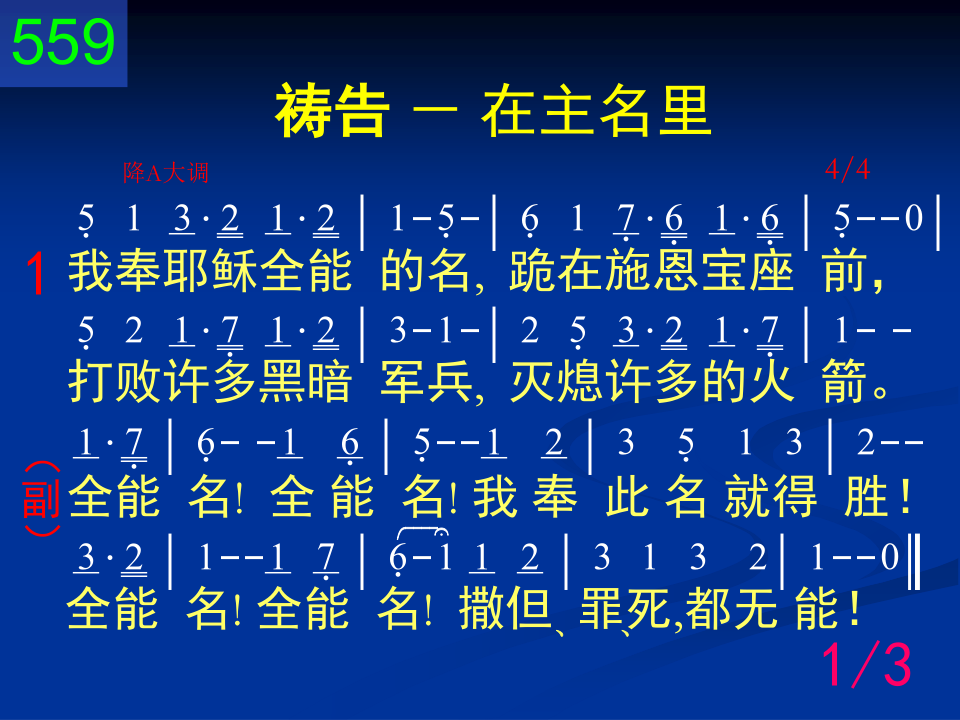 559
祷告 － 在主名里
降A大调 4/4
5̣ 1 3·2 1·2 | 1-5̣- | 6̣ 1 7̣·6̣ 1·6̣ | 5̣--0 |
1 我奉耶稣全能 的名, 跪在施恩宝座 前,
5̣ 2 1·7̣ 1·2 | 3-1- | 2 5̣ 3·2 1·7̣ | 1--
打败许多黑暗 军兵, 灭熄许多的火 箭。
1·7̣ | 6̣--1 6̣ | 5̣--1 2 | 3 5̣ 1 3 | 2--
（副） 全能 名! 全 能 名! 我 奉 此 名 就得 胜!
3·2 | 1--1 7̣ | 6̣-1 1 2 | 3 1 3 2 | 1--0 ‖
全能 名! 全能 名! 撒但、罪、死,都无 能!
1/3